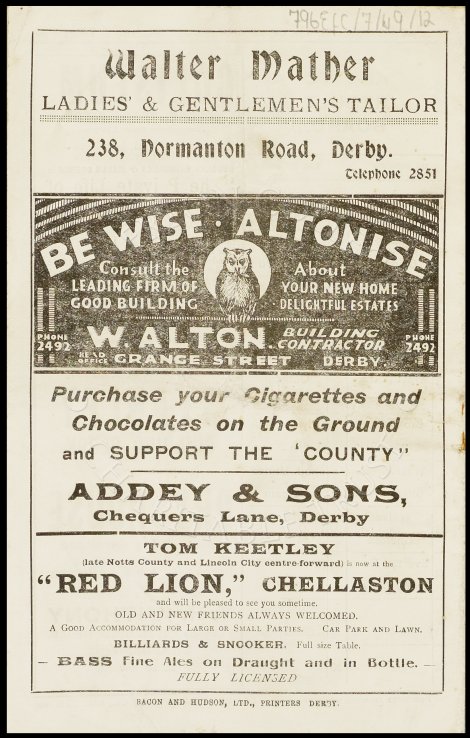 796EFC/7/49/12
Walter Mather
LADIES' & GENTLEMEN'S TAILOR
238, Normanton Road, Derby.
Telephone 2851
BE WISE · ALTONISE
Consult the
LEADING FIRM OF
GOOD BUILDING
About
YOUR NEW HOME
DELIGHTFUL ESTATES
PHONE
2492
W. ALTON. BUILDING CONTRACTOR
HEAD OFFICE GRANGE STREET DERBY
PHONE
2492
Purchase your Cigarettes and
Chocolates on the Ground
and SUPPORT THE 'COUNTY"
ADDEY & SONS,
Chequers Lane, Derby
TOM KEETLEY
(late Notts County and Lincoln City centre-forward) is now at the
"RED LION," CHELLASTON
and will be pleased to see you sometime.
OLD AND NEW FRIENDS ALWAYS WELCOMED.
A Good Accommodation for Large or Small Parties. Car Park and Lawn.
BILLIARDS & SNOOKER. Full size Table.
— BASS Fine Ales on Draught and in Bottle. —
FULLY LICENSED
BACON AND HUDSON, LTD., PRINTERS DERBY.